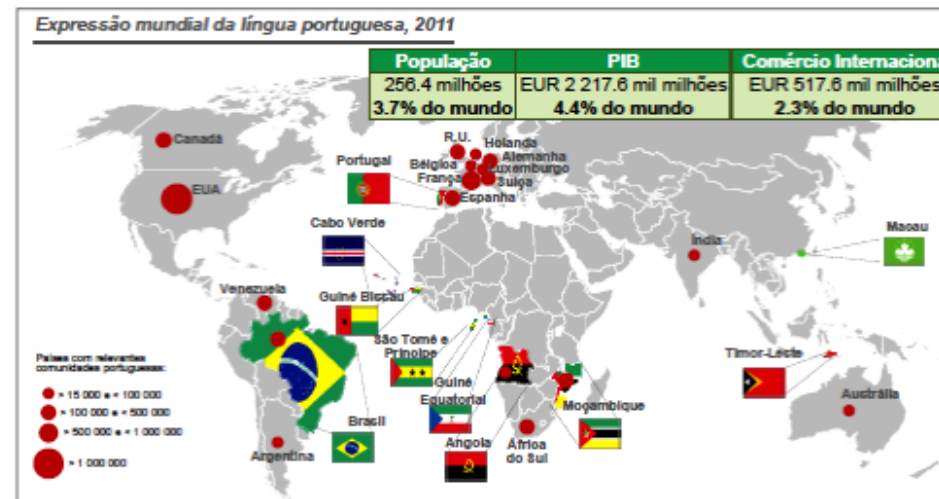 Expressão mundial da língua portuguesa, 2011
População PIB Comércio Internaciona
256.4 milhões EUR 2 217.6 mil milhões EUR 517.6 mil milhões
3.7% do mundo 4.4% do mundo 2.3% do mundo
Canadá
EUA
R.U.
Holanda
Alemanha
Bélgica
Luxemburgo
França
Suíça
Espanha
Portugal
Cabo Verde
Guiné Bissau
São Tomé e
Príncipe
Guiné
Equatorial
Angola
África
do Sul
Moçambique
Índia
Macau
Timor-Leste
Austrália
Venezuela
Brasil
Argentina
Países com relevantes
comunidades portuguesas:
> 15 000 e < 100 000
> 100 000 e < 500 000
> 500 000 e < 1 000 000
> 1 000 000